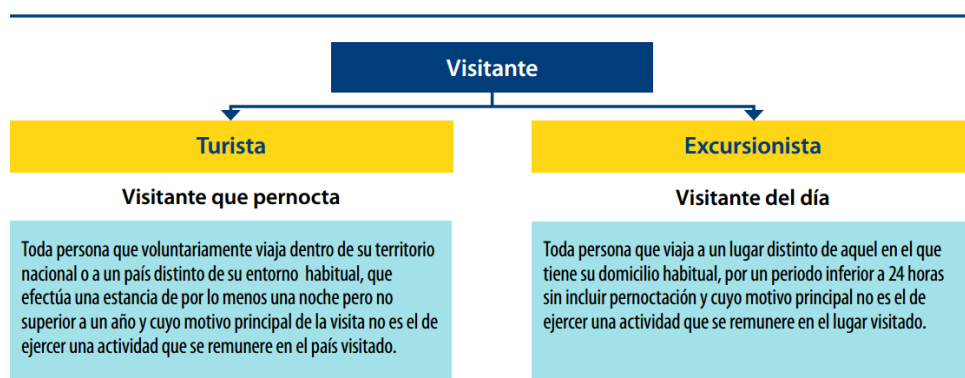 Visitante
Turista
Visitante que pernocta
Toda persona que voluntariamente viaja dentro de su territorio
nacional o a un país distinto de su entorno habitual, que
efectúa una estancia de por lo menos una noche pero no
superior a un año y cuyo motivo principal de la visita no es el de
ejercer una actividad que se remunere en el país visitado.
Excursionista
Visitante del día
Toda persona que viaja a un lugar distinto de aquel en el que
tiene su domicilio habitual, por un periodo inferior a 24 horas
sin incluir pernoctación y cuyo motivo principal no es el de
ejercer una actividad que se remunere en el lugar visitado.